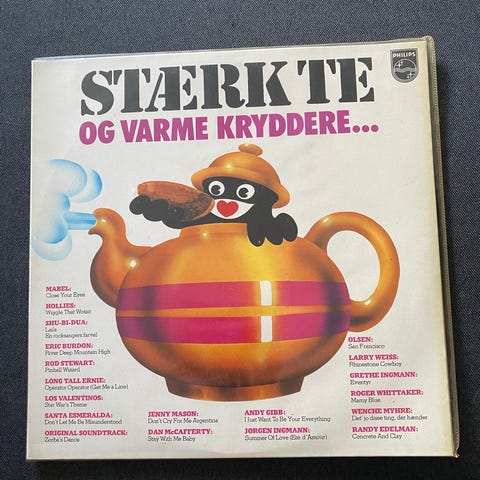 STÆRK TE
PHILIPS
OG VARME KRYDDERE...
MABEL:
Close Your Eyes
HOLLIES:
Wiggle That Wotsit
SHU-BI-DUA:
Laila
En rocksangers farvel
ERIC BURDON:
River Deep Mountain High
ROD STEWART:
Pinball Wizard
LONG TALL ERNIE:
Operator Operator (Get Me a Line)
LOS VALENTINOS:
Star War's Theme
SANTA ESMERALDA:
Don't Let Me Be Misunderstood
ORIGINAL SOUNDTRACK:
Zorba's Dance
JENNY MASON:
Don't Cry For Me Argentina
DAN McCAFFERTY:
Stay With Me Baby
ANDY GIBB:
I Just Want To Be Your Everything
JØRGEN INGMANN:
Summer Of Love (Eté d'Amour)
OLSEN:
San Francisco
LARRY WEISS:
Rhinestone Cowboy
GRETHE INGMANN:
Eventyr
ROGER WHITTAKER:
Mamy Blue
WENCHE MYHRE:
Det' jo disse ting, der hænder
RANDY EDELMAN:
Concrete And Clay